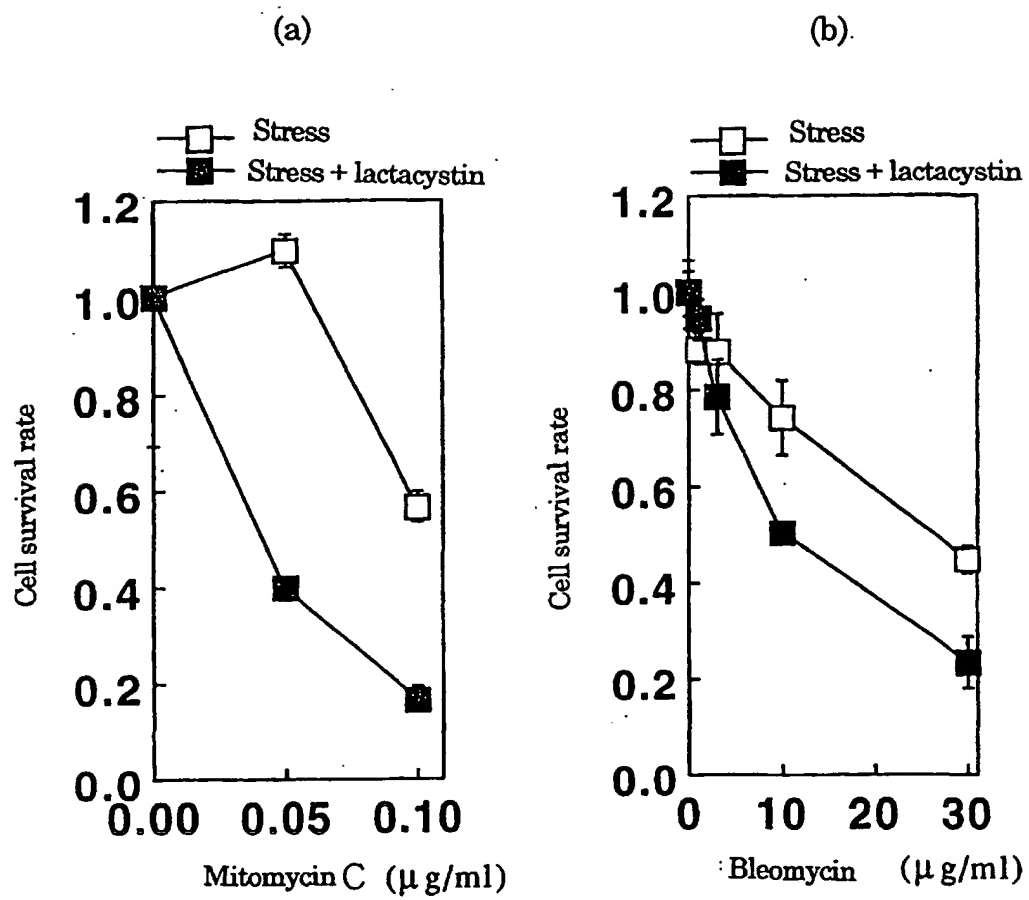 (a)
(b).
Stress
Stress + lactacystin
Stress
Stress + lactacystin
1.2
1.0
0.8
0.6
0.4
0.2
0.0
Cell survival rate
0.00 0.05 0.10
Mitomycin C (μ g/ml)
1.2
1.0
0.8
0.6
0.4
0.2
0.0
Cell survival rate
0 10 20 30
Bleomycin (μ g/ml)